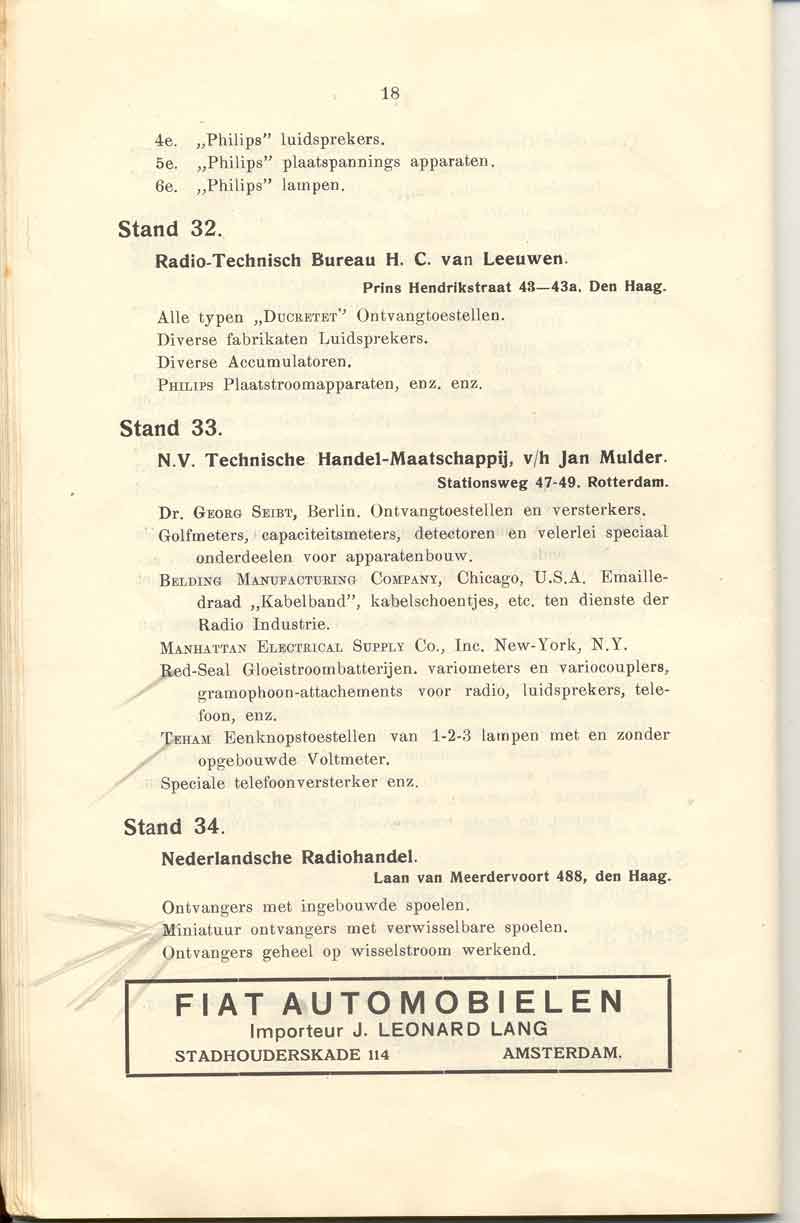 18
4e. „Philips” luidsprekers.
5e. „Philips” plaatspannings apparaten.
6e. „Philips” lampen.
Stand 32.
Radio-Technisch Bureau H. C. van Leeuwen.
Prins Hendrikstraat 43—43a. Den Haag.
Alle typen „DUCRETET” Ontvangtoestellen.
Diverse fabrikaten Luidsprekers.
Diverse Accumulatoren.
PHILIPS Plaatstroomapparaten, enz. enz.
Stand 33.
N.V. Technische Handel-Maatschappij, v/h Jan Mulder.
Stationsweg 47-49. Rotterdam.
Dr. GEORG SEIBT, Berlin. Ontvangtoestellen en versterkers.
Golfmeters, capaciteitsmeters, detectoren en velerlei speciaal
onderdeelen voor apparatenbouw.
BELDING MANUFACTURING COMPANY, Chicago, U.S.A. Emaille-
draad „Kabelband”, kabelschoentjes, etc. ten dienste der
Radio Industrie.
MANHATTAN ELECTRICAL SUPPLY Co., Inc. New-York, N.Y.
Red-Seal Gloeistroombatterijen. variometers en variocouplers,
gramophoon-attachements voor radio, luidsprekers, tele-
foon, enz.
TEHAM Eenknopstoestellen van 1-2-3 lampen met en zonder
opgebouwde Voltmeter.
Speciale telefoonversterker enz.
Stand 34.
Nederlandsche Radiohandel.
Laan van Meerdervoort 488, den Haag.
Ontvangers met ingebouwde spoelen.
Miniatuur ontvangers met verwisselbare spoelen.
Ontvangers geheel op wisselstroom werkend.
FIAT AUTOMOBIELEN
Importeur J. LEONARD LANG
STADHOUDERSKADE 114 AMSTERDAM.